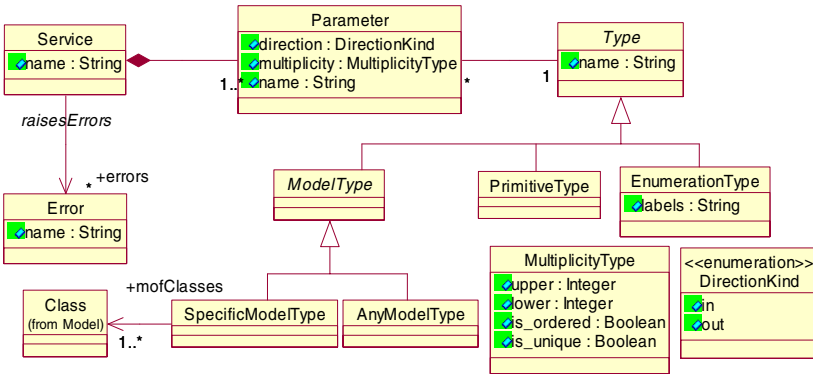 Service
name : String
Parameter
direction : DirectionKind
multiplicity : MultiplicityType
name : String
1..*
*
Type
name : String
1
raisesErrors
+errors
*
Error
name : String
ModelType
PrimitiveType
EnumerationType
labels : String
+mofClasses
Class
(from Model)
1..*
SpecificModelType
AnyModelType
MultiplicityType
upper : Integer
lower : Integer
is_ordered : Boolean
is_unique : Boolean
<<enumeration>>
DirectionKind
in
out